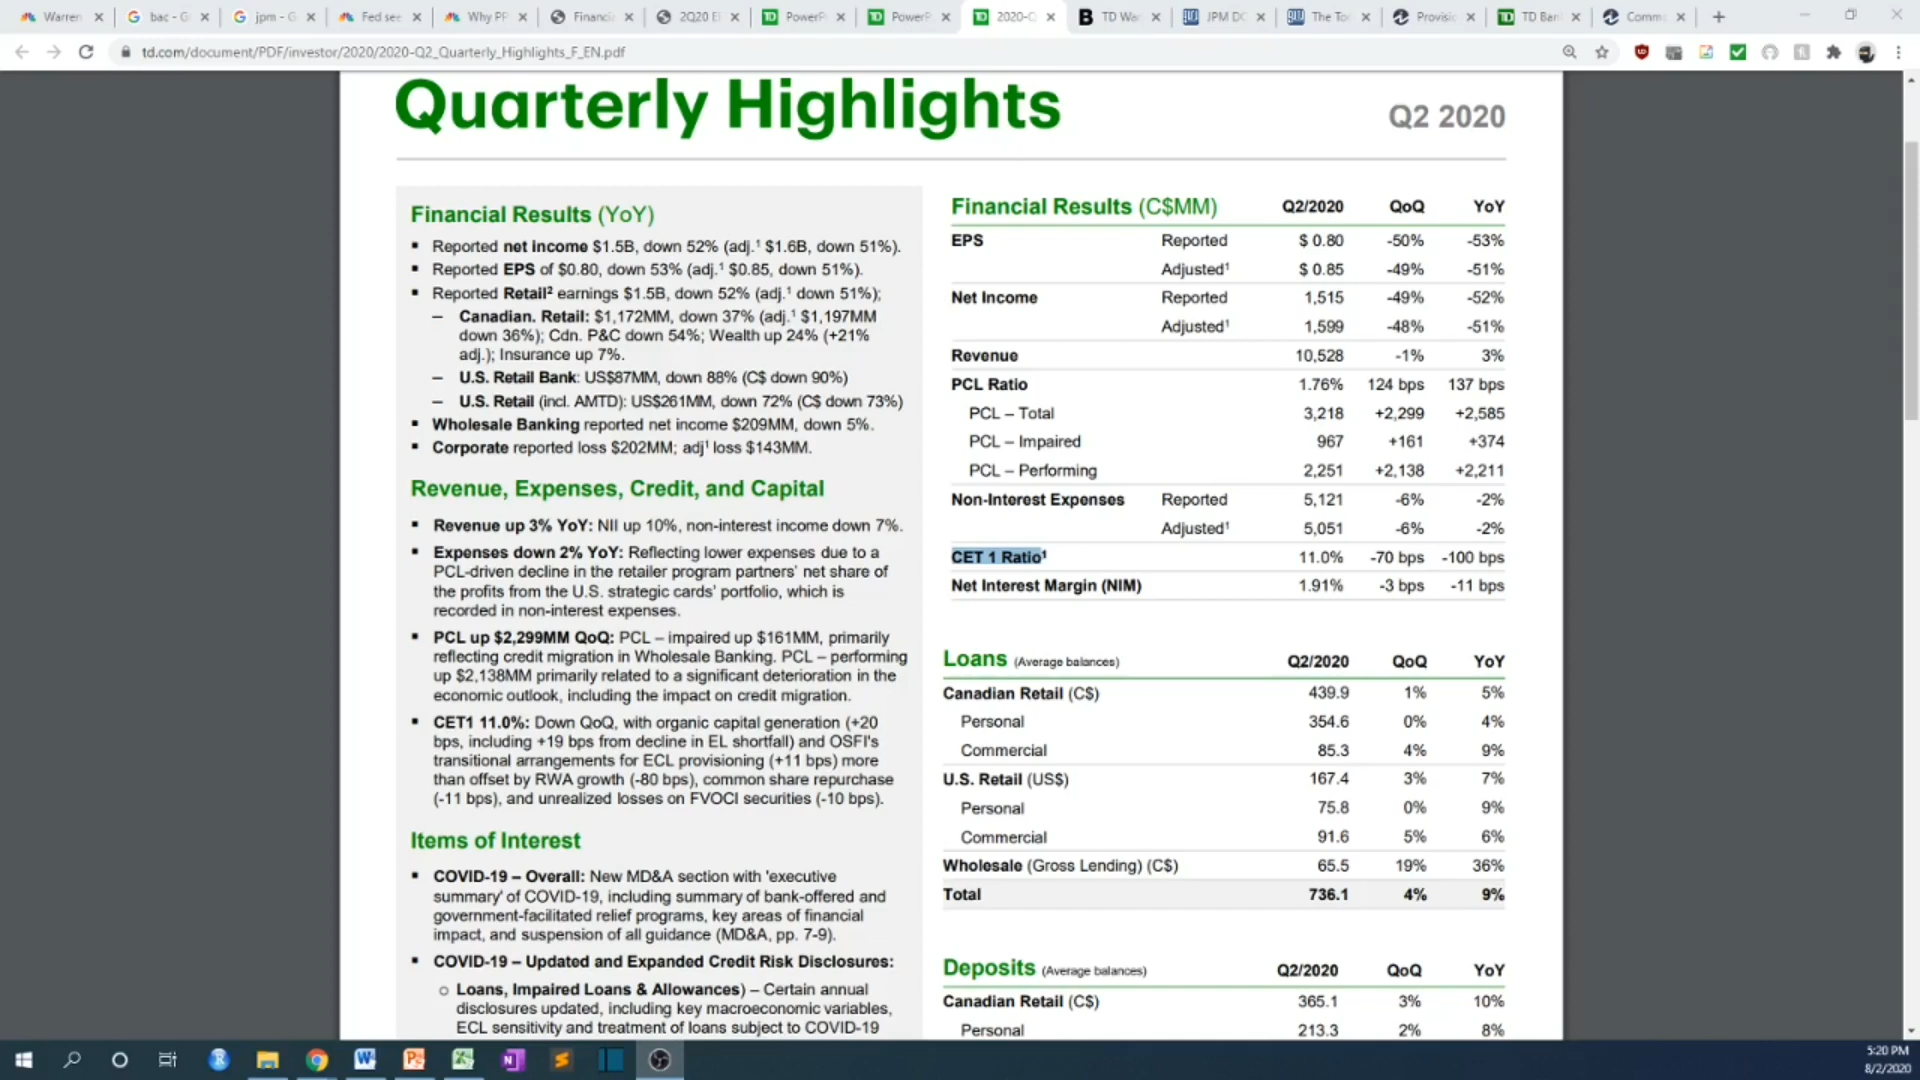 Warren
bac - G
jpm - G
Fed see
Why PP
Financia
2Q20 E
PowerP
PowerP
2020-Q
TD Wa
JPM DC
The To
Provisio
TD Ban
Comm
td.com/document/PDF/investor/2020/2020-Q2_Quarterly_Highlights_F_EN.pdf
Quarterly Highlights
Q2 2020
Financial Results (YoY)
▪ Reported net income $1.5B, down 52% (adj.¹ $1.6B, down 51%).
▪ Reported EPS of $0.80, down 53% (adj.¹ $0.85, down 51%).
▪ Reported Retail² earnings $1.5B, down 52% (adj.¹ down 51%);
– Canadian. Retail: $1,172MM, down 37% (adj.¹ $1,197MM
down 36%); Cdn. P&C down 54%; Wealth up 24% (+21%
adj.); Insurance up 7%.
– U.S. Retail Bank: US$87MM, down 88% (C$ down 90%)
– U.S. Retail (incl. AMTD): US$261MM, down 72% (C$ down 73%)
▪ Wholesale Banking reported net income $209MM, down 5%.
▪ Corporate reported loss $202MM; adj¹ loss $143MM.
Revenue, Expenses, Credit, and Capital
▪ Revenue up 3% YoY: NII up 10%, non-interest income down 7%.
▪ Expenses down 2% YoY: Reflecting lower expenses due to a
PCL-driven decline in the retailer program partners' net share of
the profits from the U.S. strategic cards' portfolio, which is
recorded in non-interest expenses.
▪ PCL up $2,299MM QoQ: PCL – impaired up $161MM, primarily
reflecting credit migration in Wholesale Banking. PCL – performing
up $2,138MM primarily related to a significant deterioration in the
economic outlook, including the impact on credit migration.
▪ CET1 11.0%: Down QoQ, with organic capital generation (+20
bps, including +19 bps from decline in EL shortfall) and OSFI's
transitional arrangements for ECL provisioning (+11 bps) more
than offset by RWA growth (-80 bps), common share repurchase
(-11 bps), and unrealized losses on FVOCI securities (-10 bps).
Items of Interest
▪ COVID-19 – Overall: New MD&A section with 'executive
summary' of COVID-19, including summary of bank-offered and
government-facilitated relief programs, key areas of financial
impact, and suspension of all guidance (MD&A, pp. 7-9).
▪ COVID-19 – Updated and Expanded Credit Risk Disclosures:
o Loans, Impaired Loans & Allowances) – Certain annual
disclosures updated, including key macroeconomic variables,
ECL sensitivity and treatment of loans subject to COVID-19
Financial Results (C$MM) Q2/2020 QoQ YoY
EPS Reported $ 0.80 -50% -53%
Adjusted¹ $ 0.85 -49% -51%
Net Income Reported 1,515 -49% -52%
Adjusted¹ 1,599 -48% -51%
Revenue 10,528 -1% 3%
PCL Ratio 1.76% 124 bps 137 bps
PCL – Total 3,218 +2,299 +2,585
PCL – Impaired 967 +161 +374
PCL – Performing 2,251 +2,138 +2,211
Non-Interest Expenses Reported 5,121 -6% -2%
Adjusted¹ 5,051 -6% -2%
CET 1 Ratio¹ 11.0% -70 bps -100 bps
Net Interest Margin (NIM) 1.91% -3 bps -11 bps
Loans (Average balances) Q2/2020 QoQ YoY
Canadian Retail (C$) 439.9 1% 5%
Personal 354.6 0% 4%
Commercial 85.3 4% 9%
U.S. Retail (US$) 167.4 3% 7%
Personal 75.8 0% 9%
Commercial 91.6 5% 6%
Wholesale (Gross Lending) (C$) 65.5 19% 36%
Total 736.1 4% 9%
Deposits (Average balances) Q2/2020 QoQ YoY
Canadian Retail (C$) 365.1 3% 10%
Personal 213.3 2% 8%
5:20 PM
8/2/2020